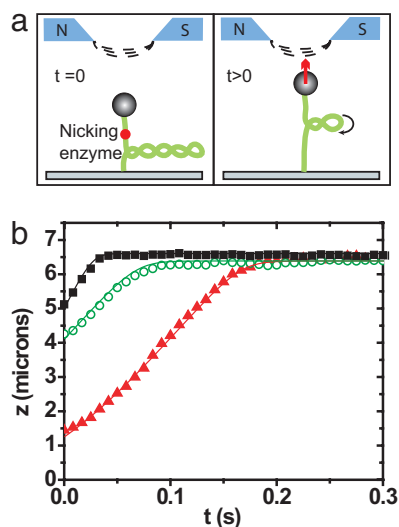 a
N S N S
t =0 t>0
Nicking
enzyme
b
7
6
5
4
3
2
1
0
z (microns)
0.0 0.1 0.2 0.3
t (s)